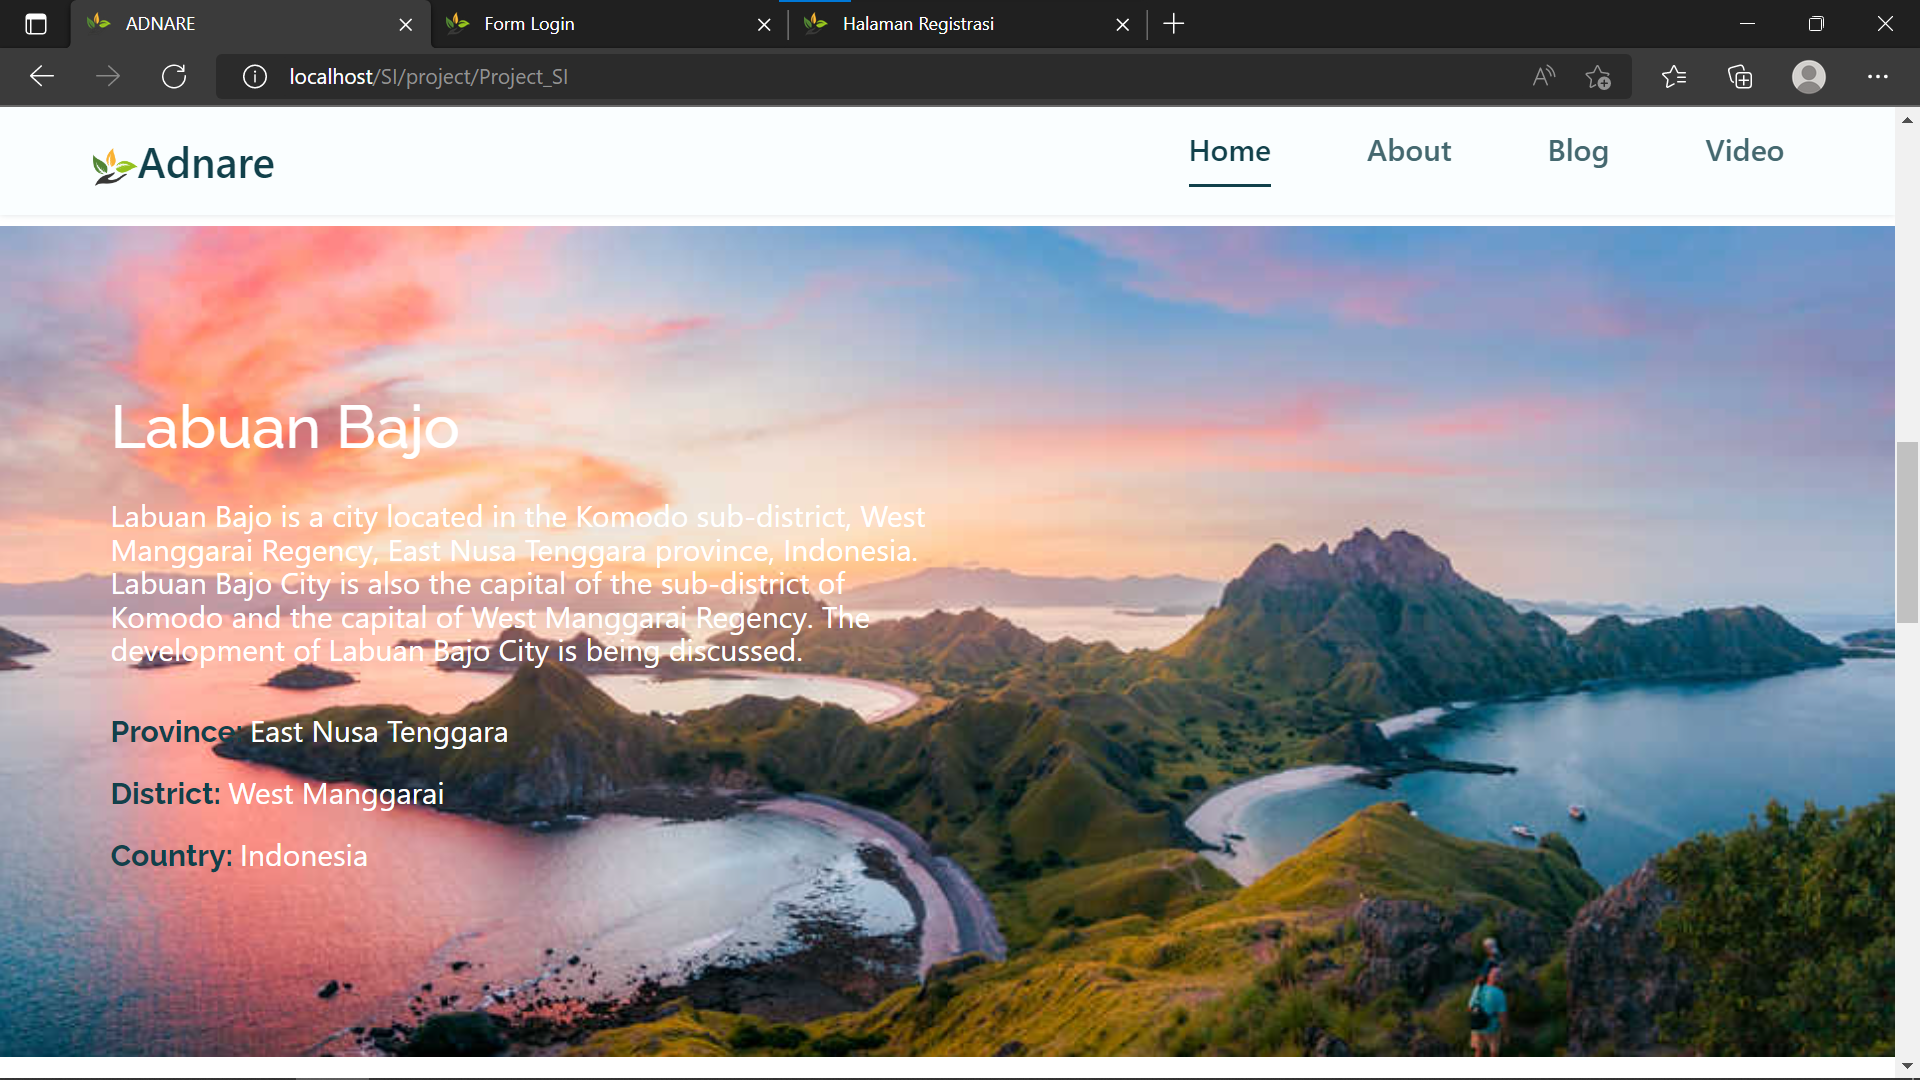 ADNARE
Form Login
Halaman Registrasi
localhost/SI/project/Project_SI
Adnare
Home
About
Blog
Video
Labuan Bajo
Labuan Bajo is a city located in the Komodo sub-district, West
Manggarai Regency, East Nusa Tenggara province, Indonesia.
Labuan Bajo City is also the capital of the sub-district of
Komodo and the capital of West Manggarai Regency. The
development of Labuan Bajo City is being discussed.
Province: East Nusa Tenggara
District: West Manggarai
Country: Indonesia